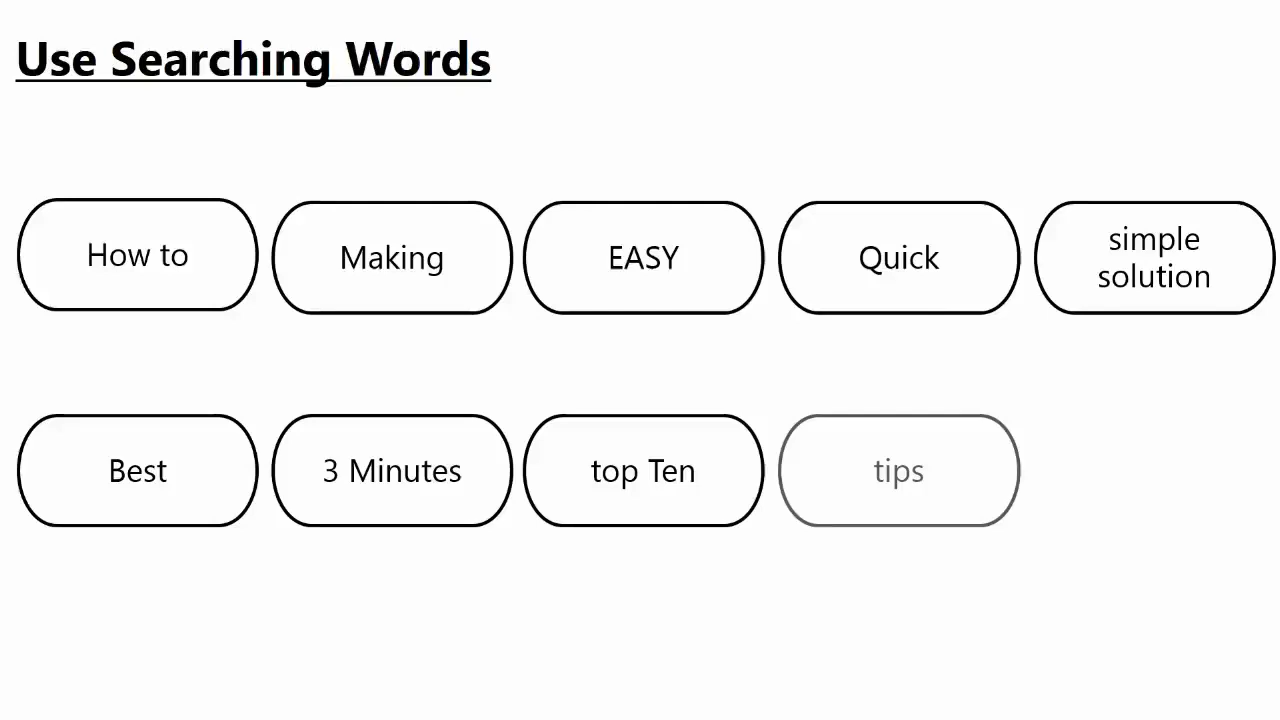 Use Searching Words
How to
Making
EASY
Quick
simple
solution
Best
3 Minutes
top Ten
tips